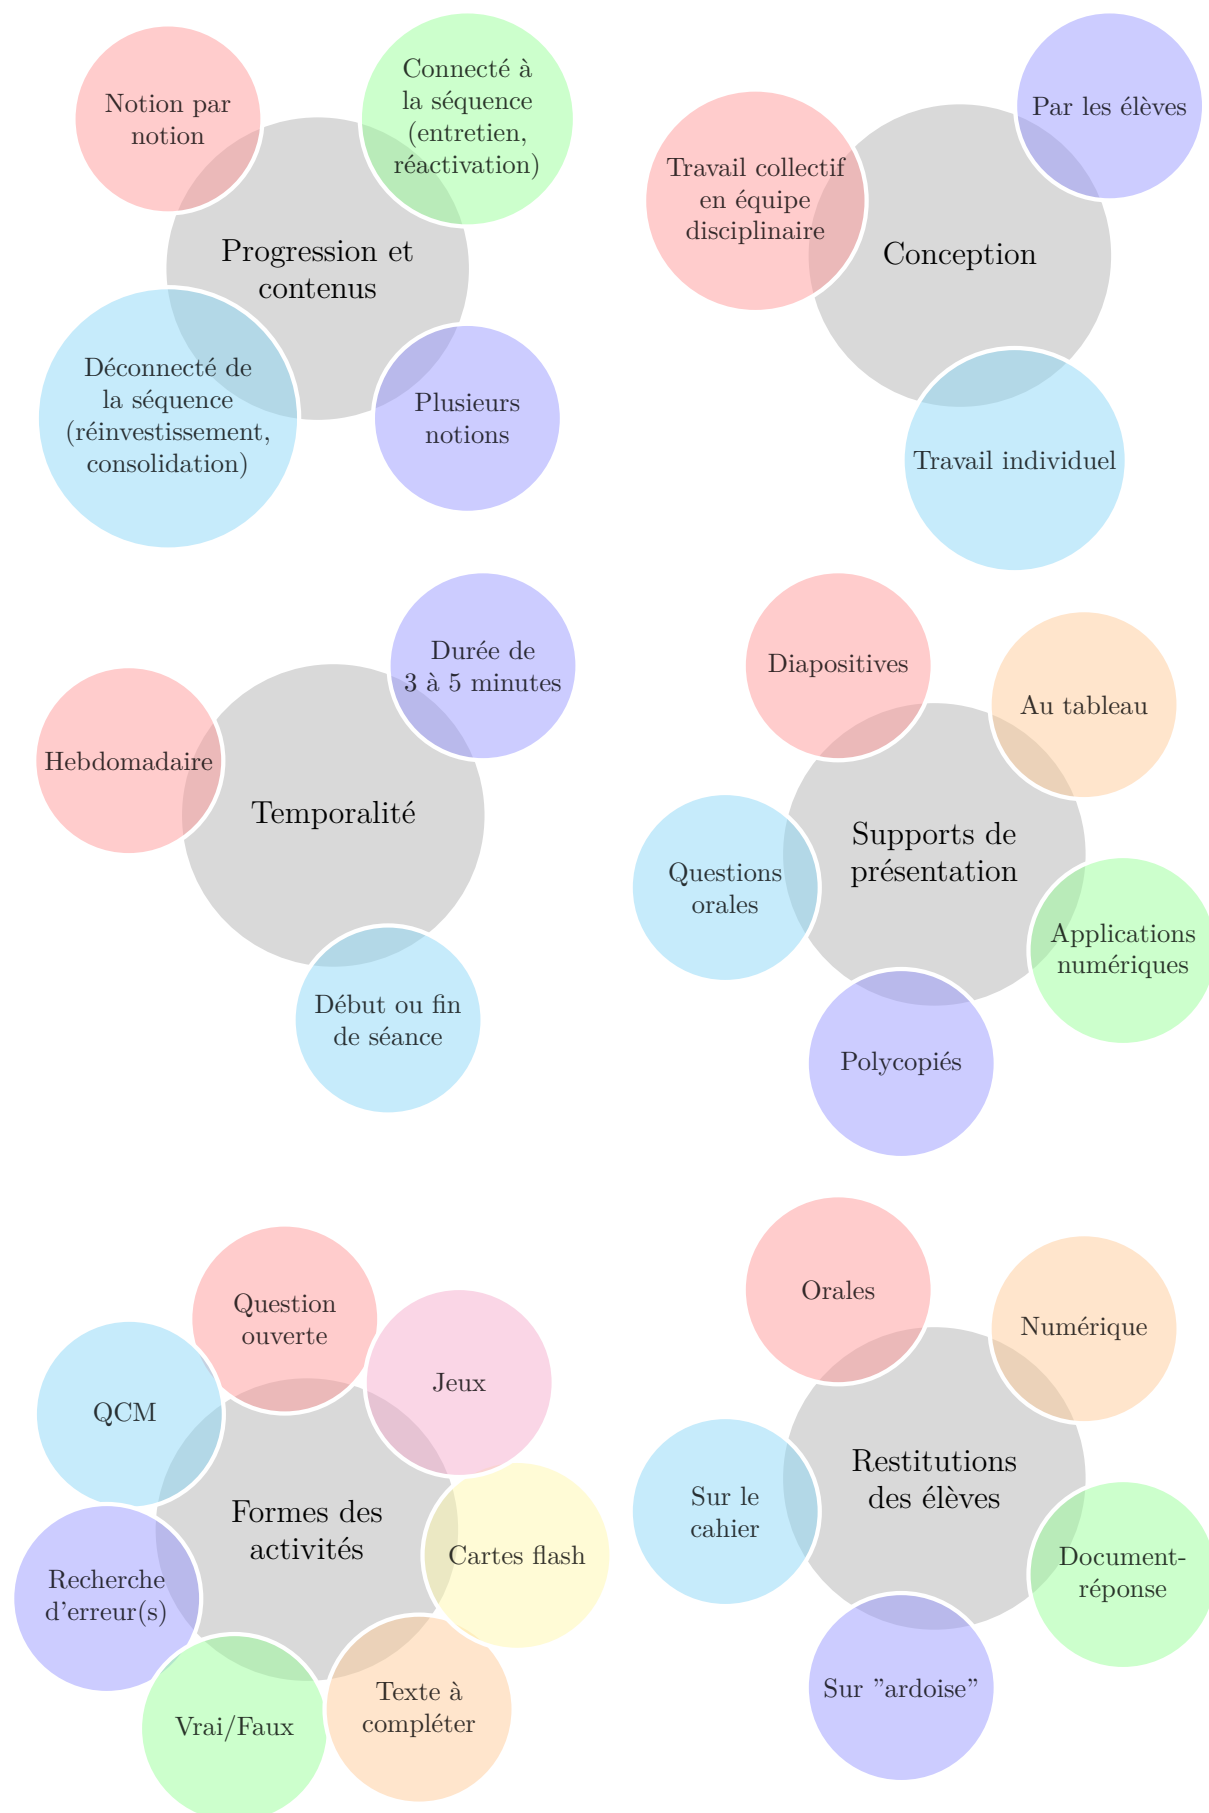 Notion par
notion
Connecté à
la séquence
(entretien,
réactivation)
Progression et
contenus
Déconnecté de
la séquence
(réinvestissement,
consolidation)
Plusieurs
notions
Par les élèves
Travail collectif
en équipe
disciplinaire
Conception
Travail individuel
Durée de
3 à 5 minutes
Hebdomadaire
Temporalité
Début ou fin
de séance
Diapositives
Au tableau
Supports de
présentation
Questions
orales
Applications
numériques
Polycopiés
Question
ouverte
Jeux
QCM
Formes des
activités
Cartes flash
Recherche
d'erreur(s)
Texte à
compléter
Vrai/Faux
Orales
Numérique
Restitutions
des élèves
Sur le
cahier
Document-
réponse
Sur ”ardoise”